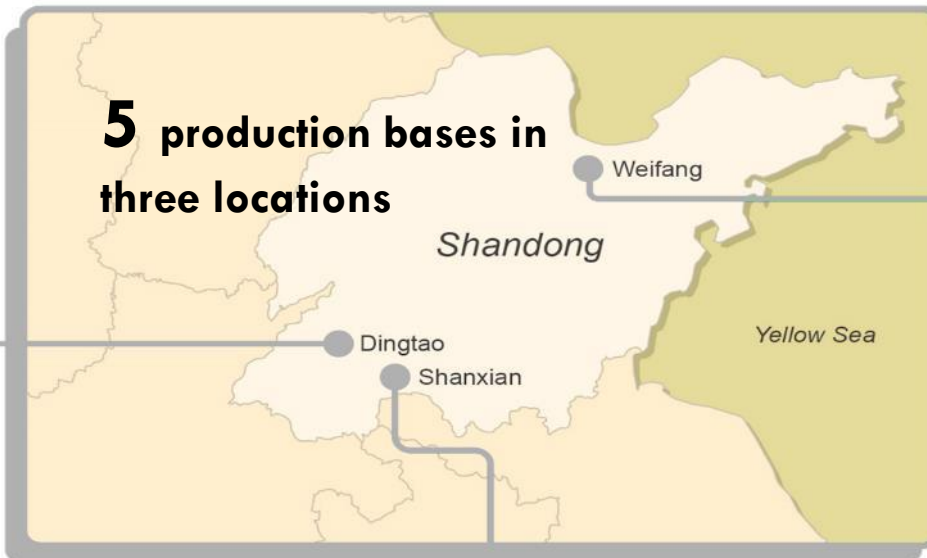 5 production bases in
three locations
Weifang
Shandong
Yellow Sea
Dingtao
Shanxian